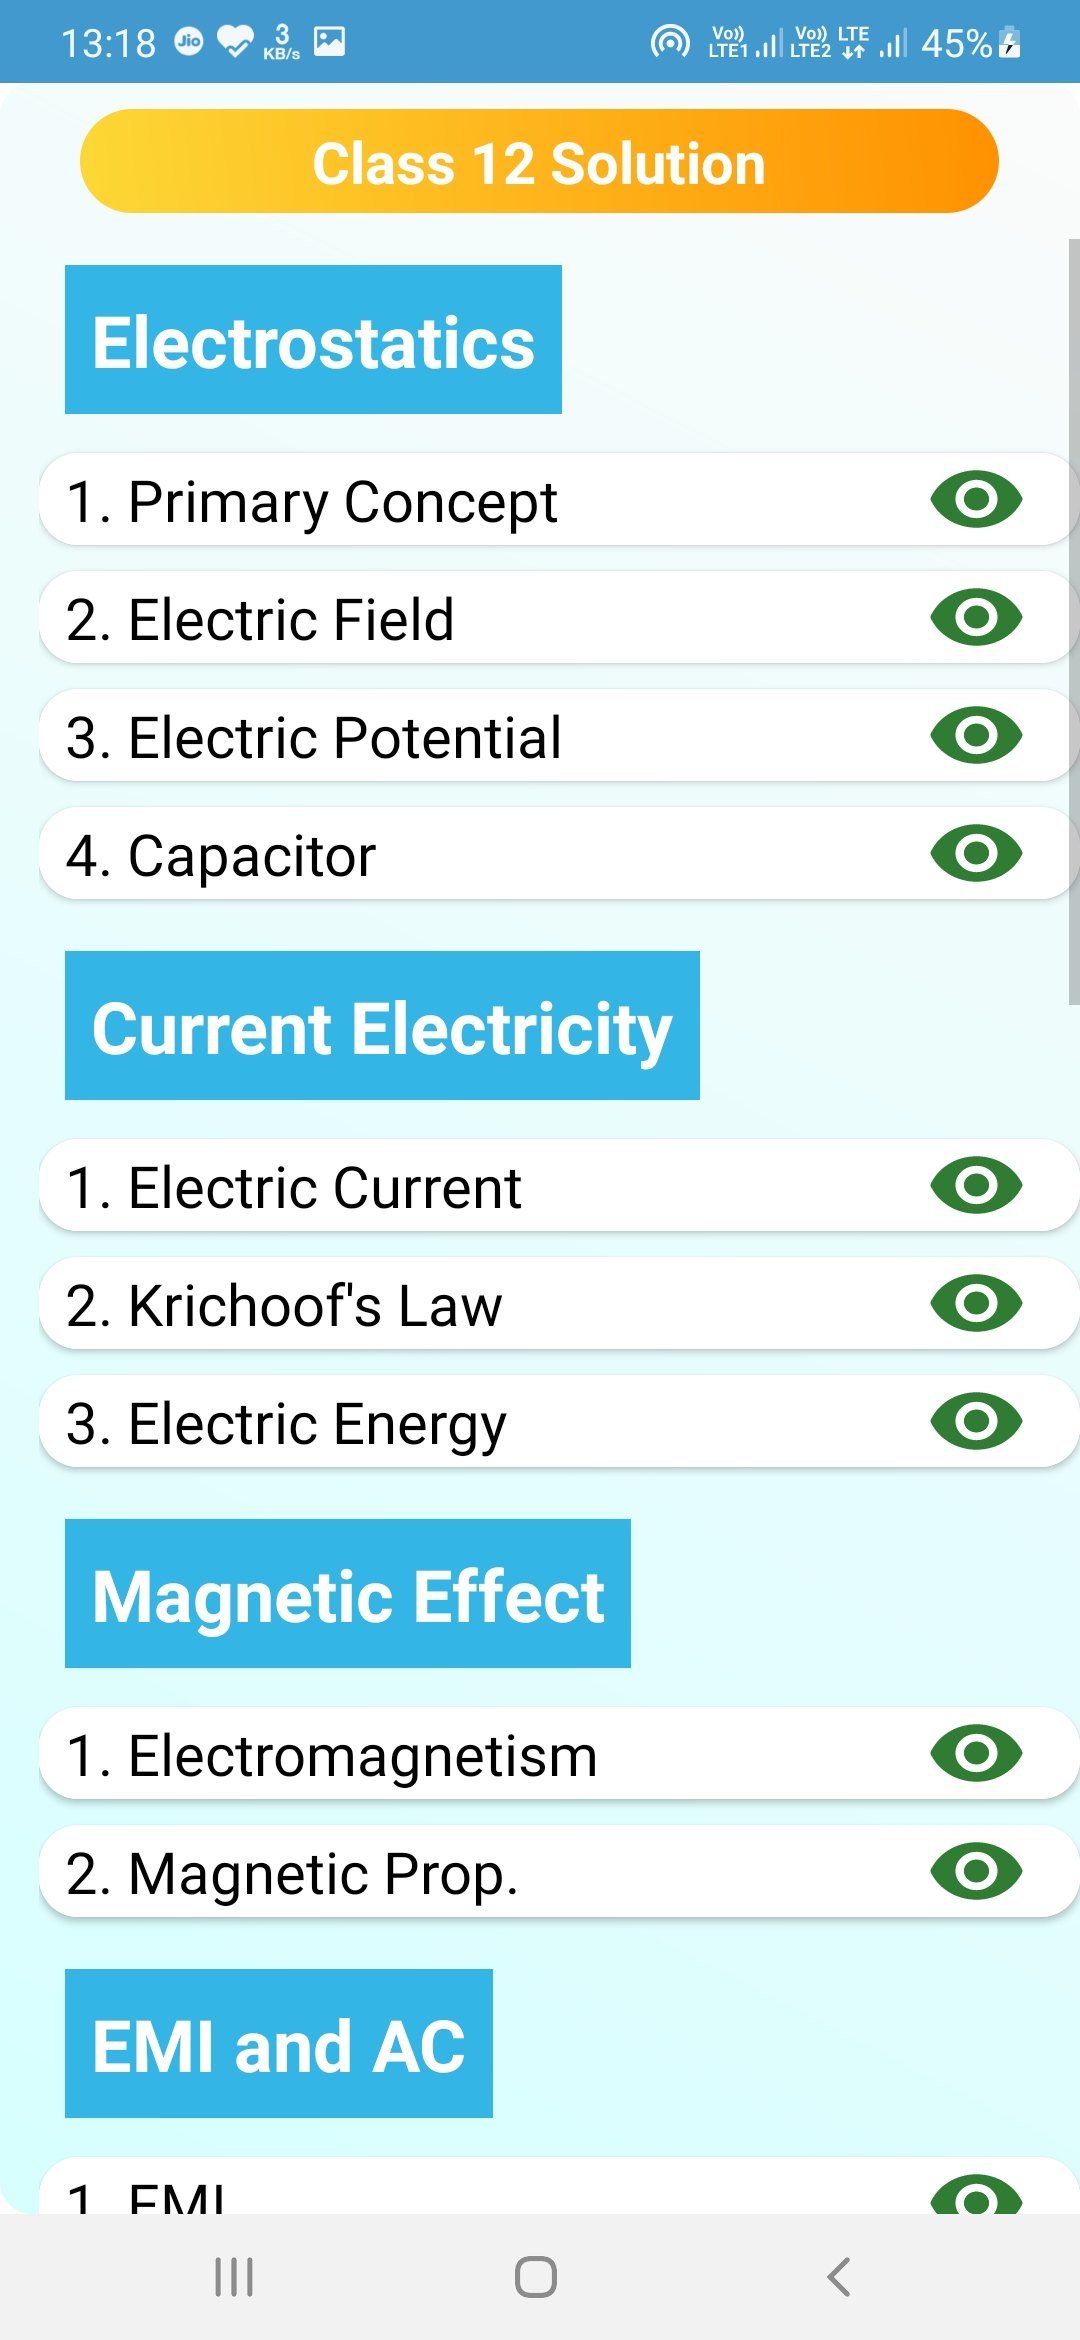 13:18 Jio 3 KB/s Vo)) LTE1 Vo)) LTE2 LTE 45%
Class 12 Solution
Electrostatics
1. Primary Concept
2. Electric Field
3. Electric Potential
4. Capacitor
Current Electricity
1. Electric Current
2. Krichoof's Law
3. Electric Energy
Magnetic Effect
1. Electromagnetism
2. Magnetic Prop.
EMI and AC
1. EMI